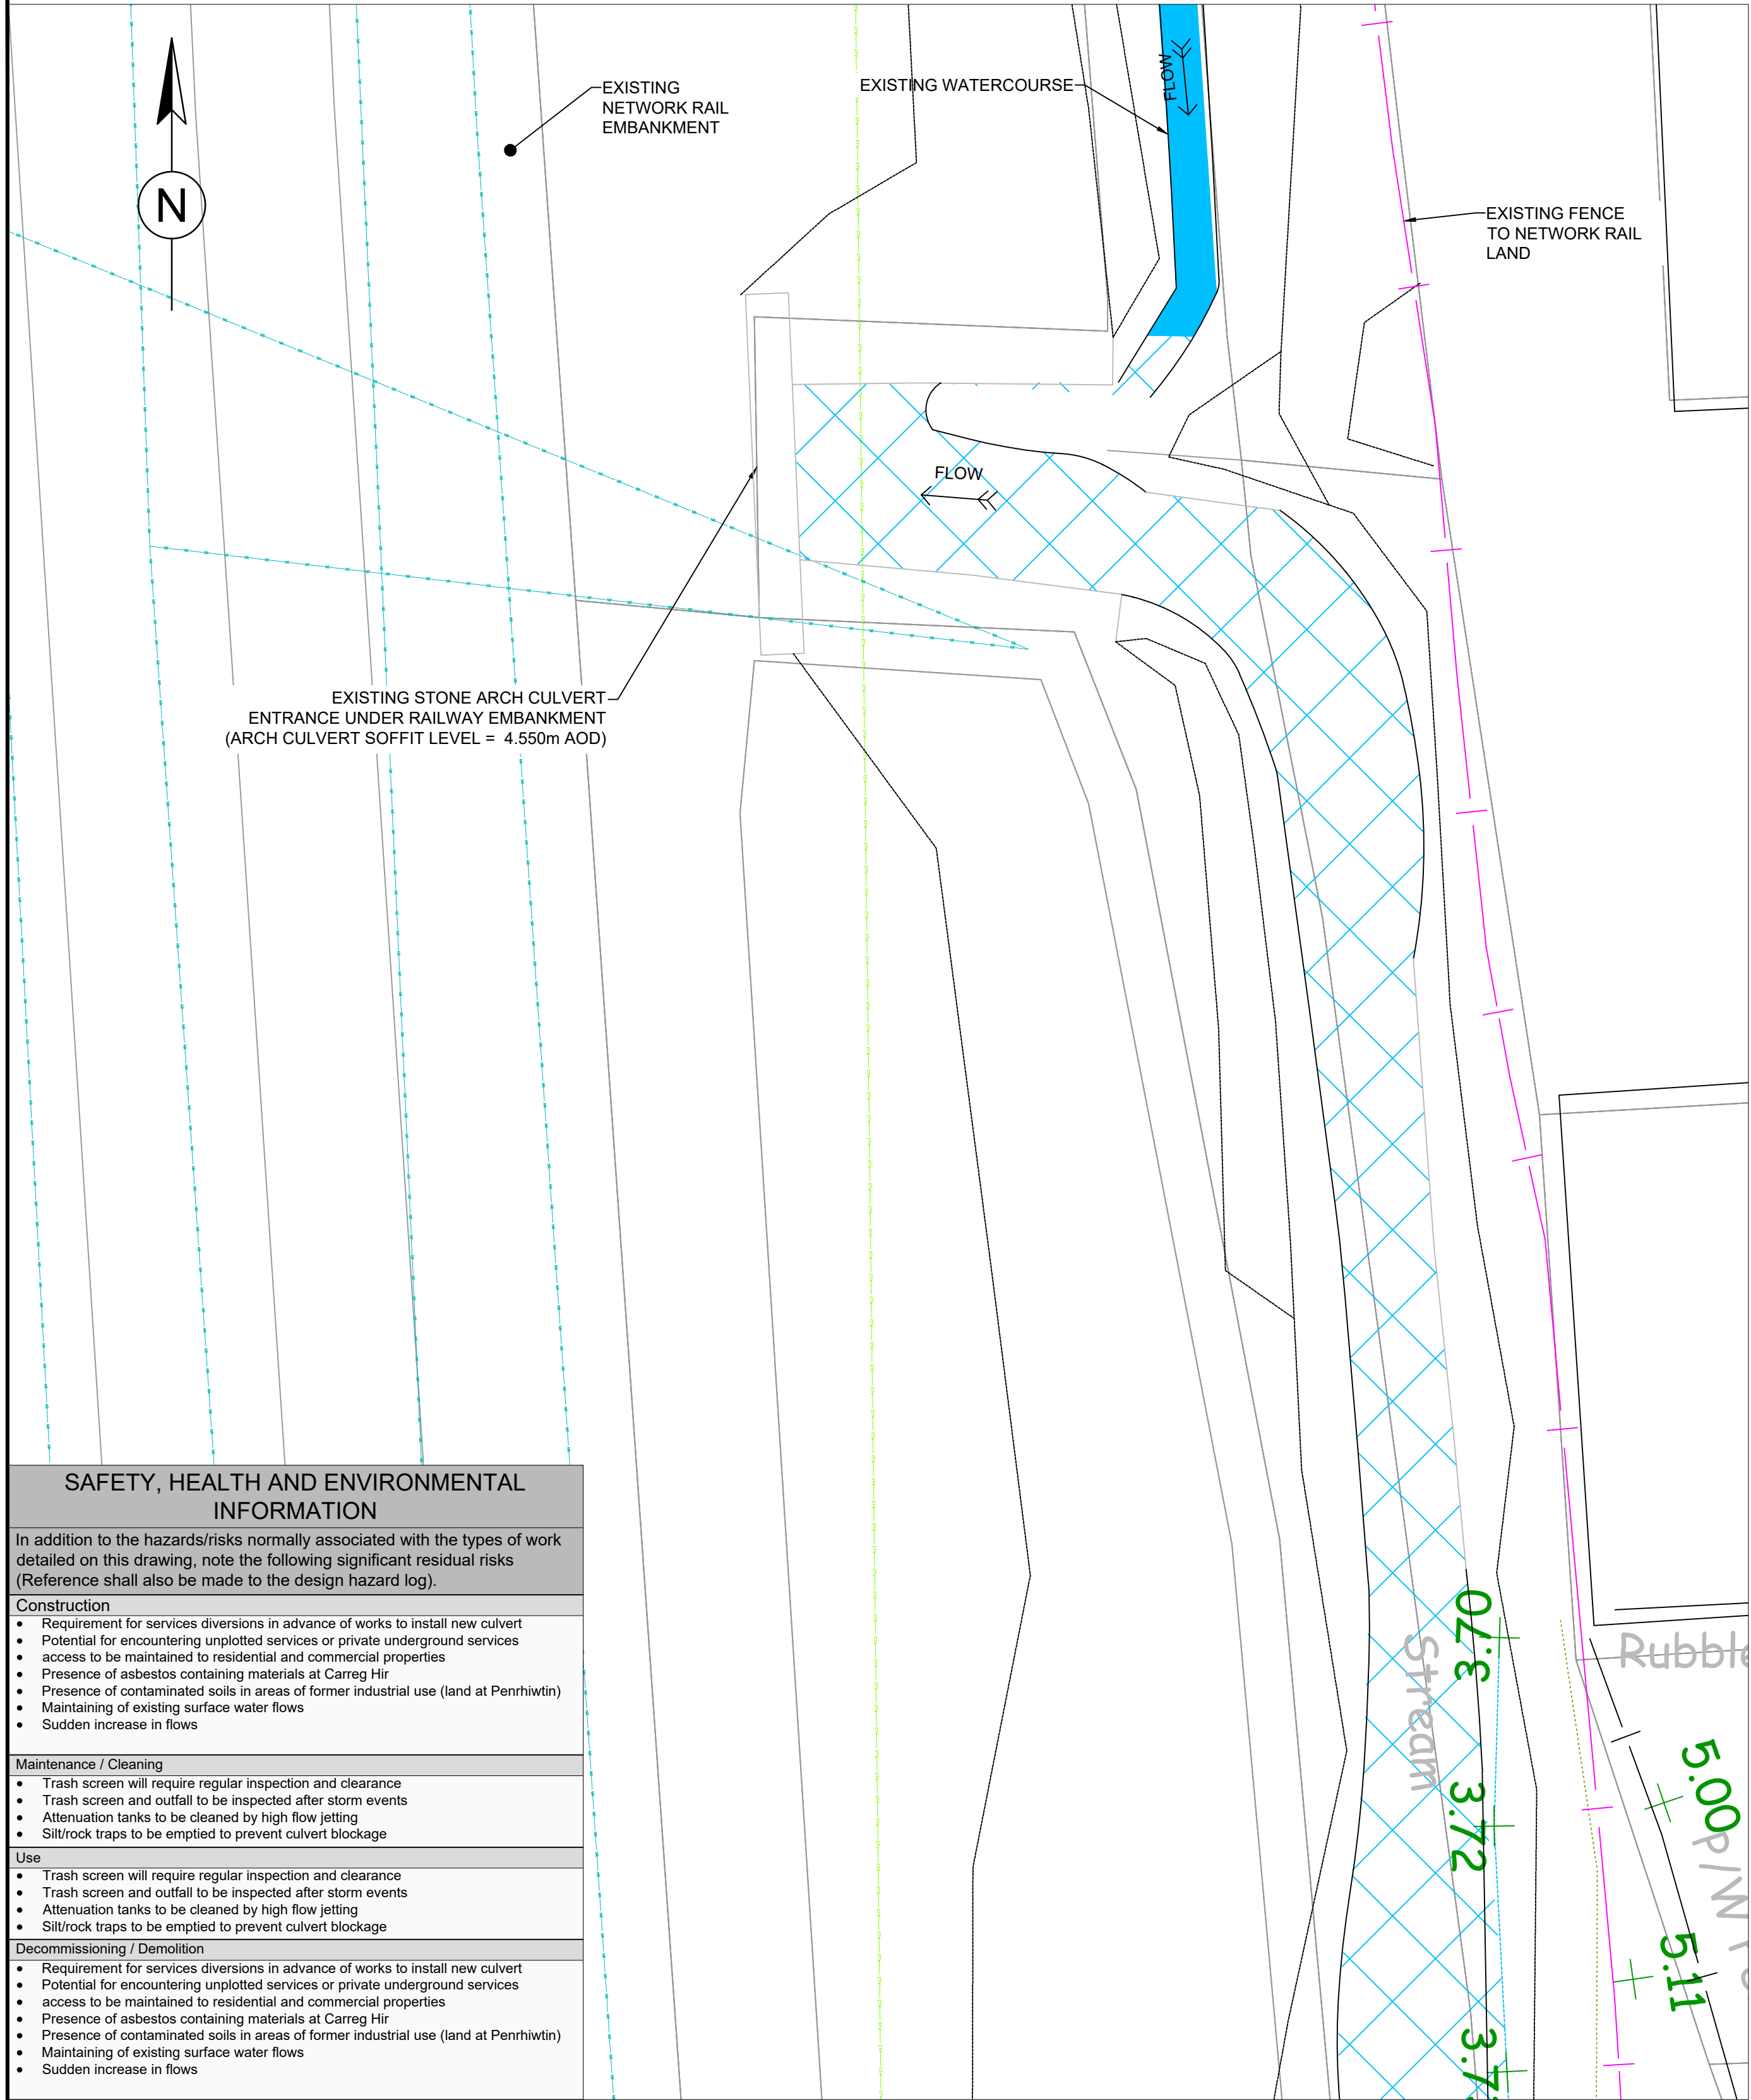 EXISTING
NETWORK RAIL
EMBANKMENT
EXISTING WATERCOURSE
FLOW
N
EXISTING FENCE
TO NETWORK RAIL
LAND
FLOW
EXISTING STONE ARCH CULVERT
ENTRANCE UNDER RAILWAY EMBANKMENT
(ARCH CULVERT SOFFIT LEVEL = 4.550m AOD)
SAFETY, HEALTH AND ENVIRONMENTAL
INFORMATION
In addition to the hazards/risks normally associated with the types of work
detailed on this drawing, note the following significant residual risks
(Reference shall also be made to the design hazard log).
Construction
• Requirement for services diversions in advance of works to install new culvert
• Potential for encountering unplotted services or private underground services
• access to be maintained to residential and commercial properties
• Presence of asbestos containing materials at Carreg Hir
• Presence of contaminated soils in areas of former industrial use (land at Penrhiwtin)
• Maintaining of existing surface water flows
• Sudden increase in flows
Maintenance / Cleaning
• Trash screen will require regular inspection and clearance
• Trash screen and outfall to be inspected after storm events
• Attenuation tanks to be cleaned by high flow jetting
• Silt/rock traps to be emptied to prevent culvert blockage
Use
• Trash screen will require regular inspection and clearance
• Trash screen and outfall to be inspected after storm events
• Attenuation tanks to be cleaned by high flow jetting
• Silt/rock traps to be emptied to prevent culvert blockage
Decommissioning / Demolition
• Requirement for services diversions in advance of works to install new culvert
• Potential for encountering unplotted services or private underground services
• access to be maintained to residential and commercial properties
• Presence of asbestos containing materials at Carreg Hir
• Presence of contaminated soils in areas of former industrial use (land at Penrhiwtin)
• Maintaining of existing surface water flows
• Sudden increase in flows
3.70
Stream
Rubble
3.72
5.00
P/W
5.11
3.7